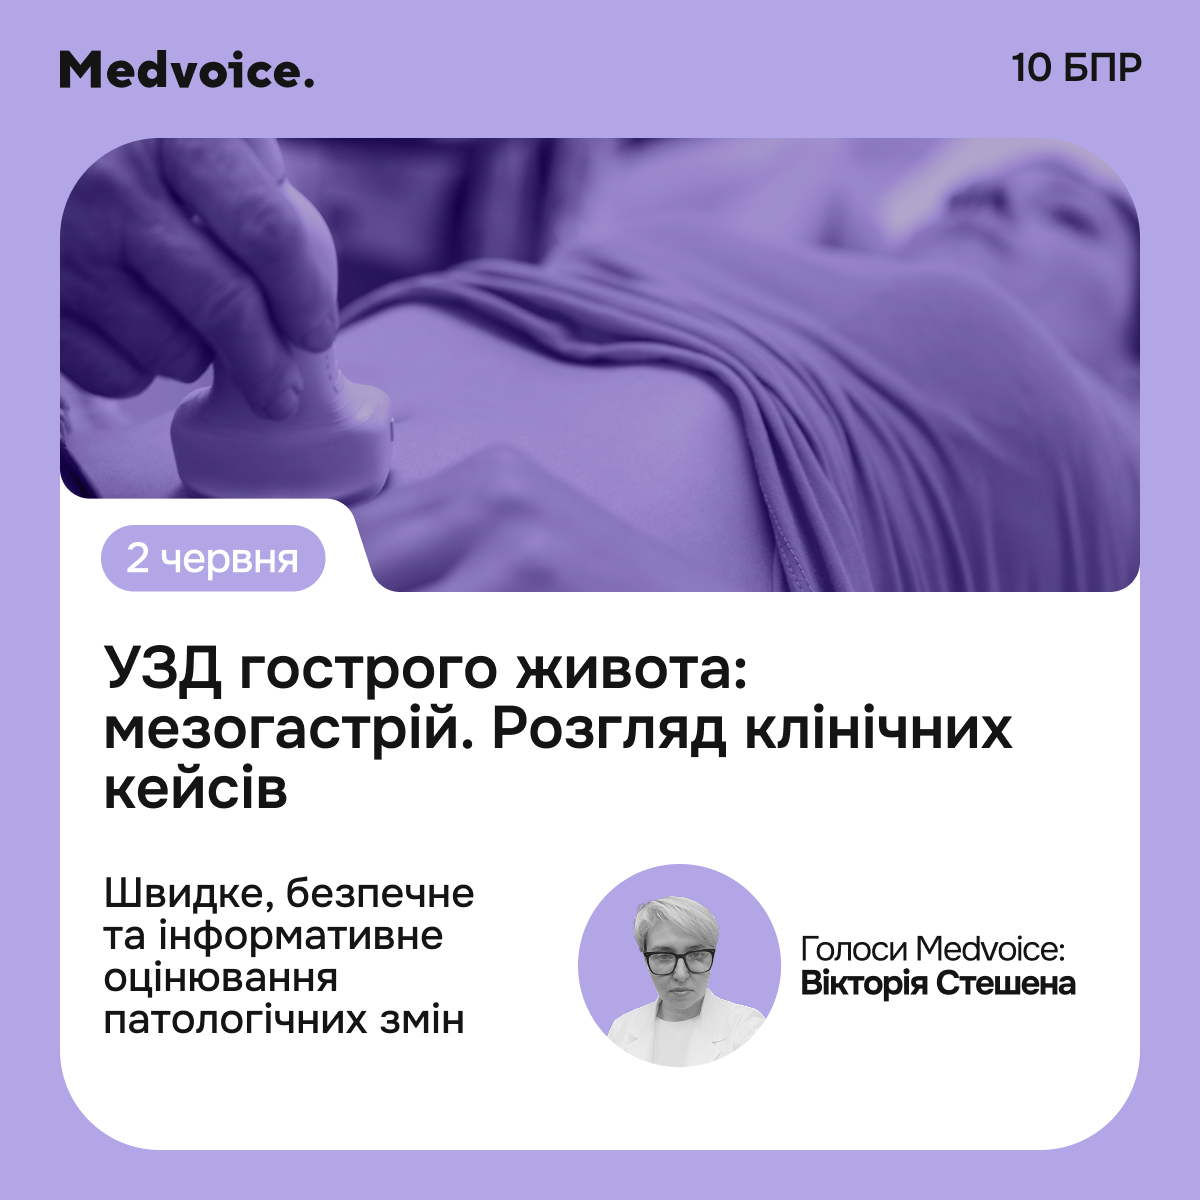 Medvoice.
10 БПР
2 червня
УЗД гострого живота:
мезогастрій. Розгляд клінічних
кейсів
Швидке, безпечне
та інформативне
оцінювання
патологічних змін
Голоси Medvoice:
Вікторія Стешена